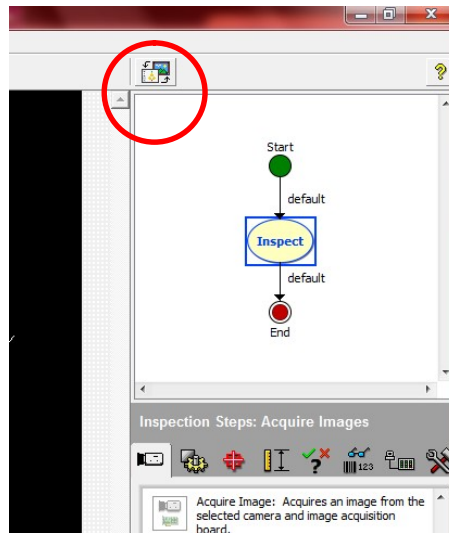 ?
Start
default
Inspect
default
End
Inspection Steps: Acquire Images
? 123
Acquire Image: Acquires an image from the
selected camera and image acquisition
board.